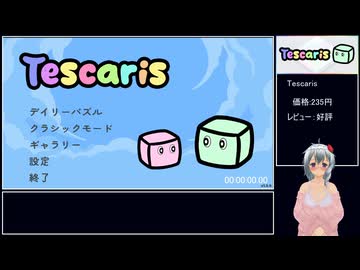 Tescaris
デイリーパズル
クラシックモード
ギャラリー
設定
終了
00:00:00.00
Tescaris
Tescaris
価格:235円
レビュー:好評